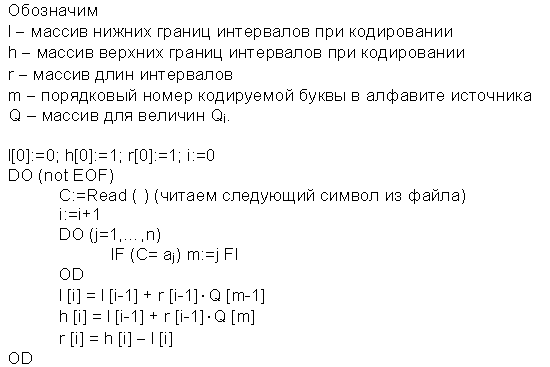 Обозначим
l – массив нижних границ интервалов при кодировании
h – массив верхних границ интервалов при кодировании
r – массив длин интервалов
m – порядковый номер кодируемой буквы в алфавите источника
Q – массив для величин Qi.
l[0]:=0; h[0]:=1; r[0]:=1; i:=0
DO (not EOF)
C:=Read ( ) (читаем следующий символ из файла)
i:=i+1
DO (j=1,…,n)
IF (C= aj) m:=j FI
OD
l [i] = l [i-1] + r [i-1]· Q [m-1]
h [i] = l [i-1] + r [i-1]· Q [m]
r [i] = h [i] – l [i]
OD